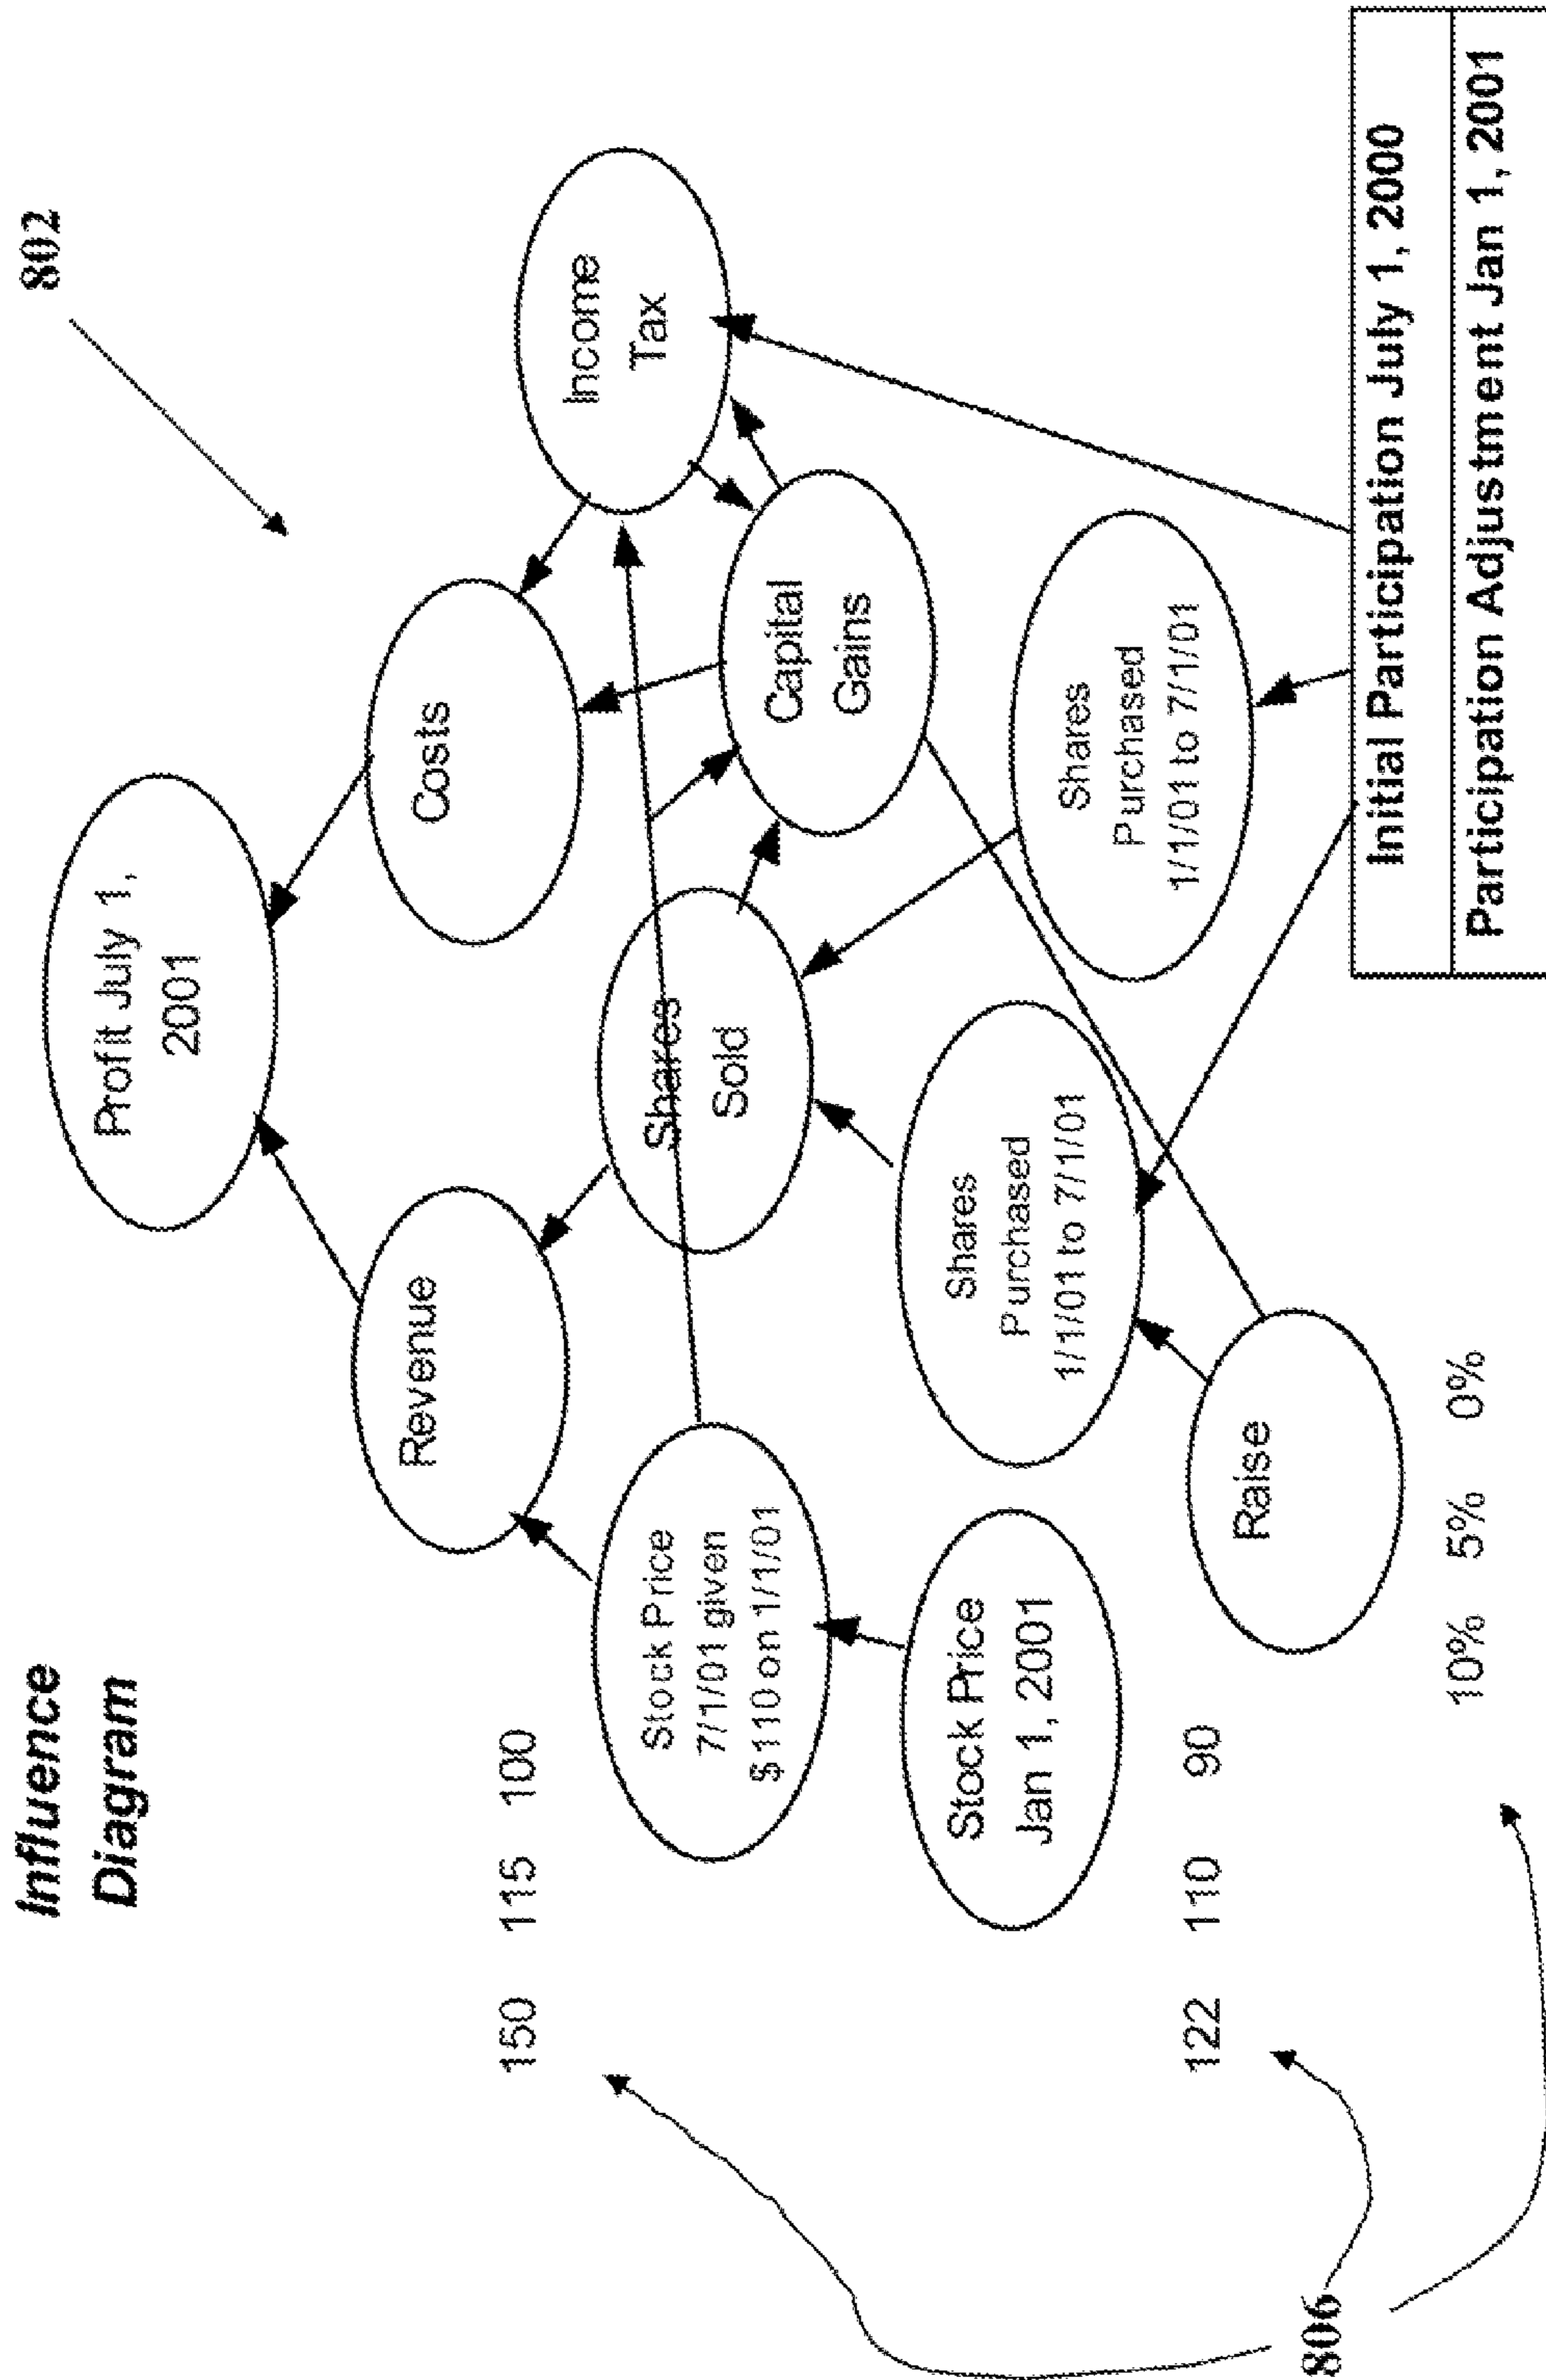 Influence
Diagram
802
Profit July 1,
2001
Revenue
Costs
150 115 100
Stock Price
7/1/01 given
$110 on 1/1/01
Shares
Sold
Income
Tax
Capital
Gains
Stock Price
Jan 1, 2001
Shares
Purchased
1/1/01 to 7/1/01
Shares
Purchased
1/1/01 to 7/1/01
122 110 90
Raise
10% 5% 0%
806
Initial Participation July 1, 2000
Participation Adjustment Jan 1, 2001